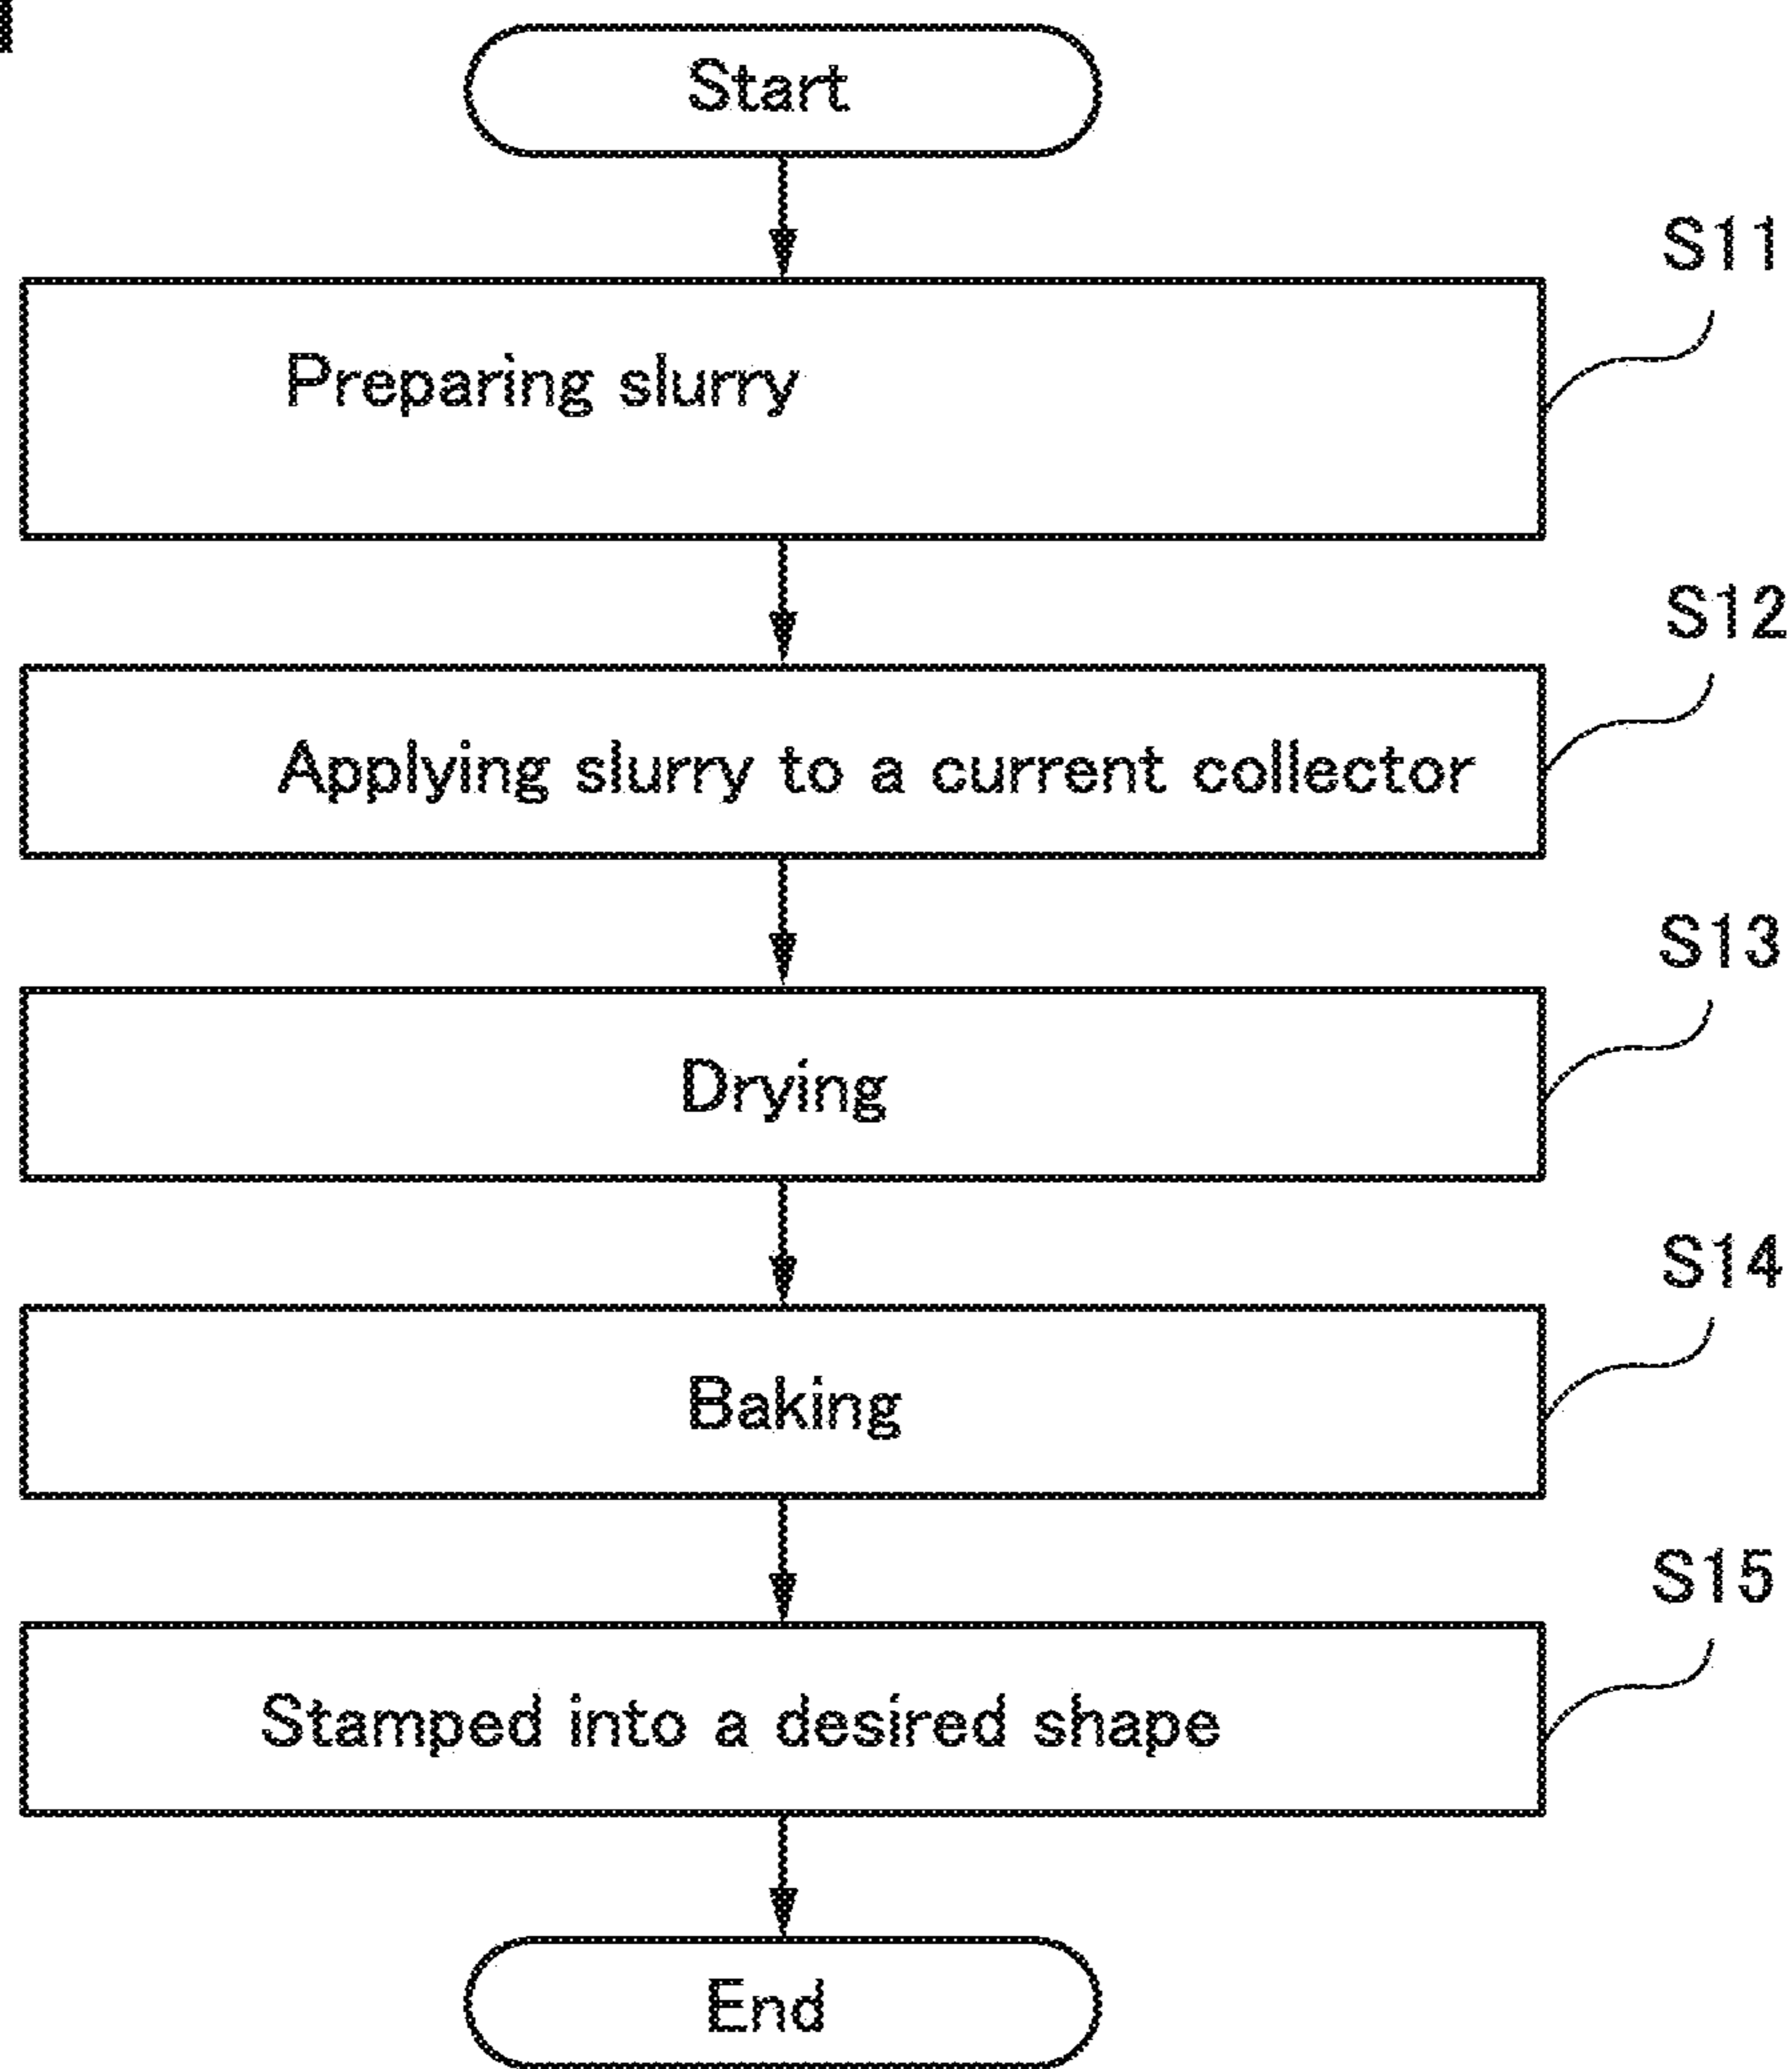 Start
S11
Preparing slurry
S12
Applying slurry to a current collector
S13
Drying
S14
Baking
S15
Stamped into a desired shape
End